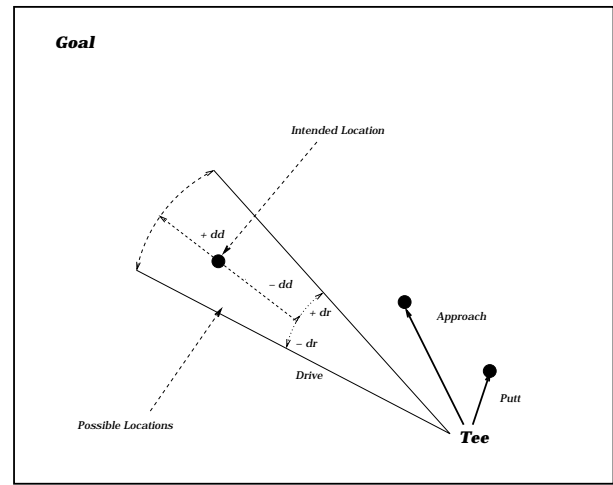 Goal
Intended Location
+ dd
- dd
+ dr
- dr
Drive
Approach
Putt
Possible Locations
Tee